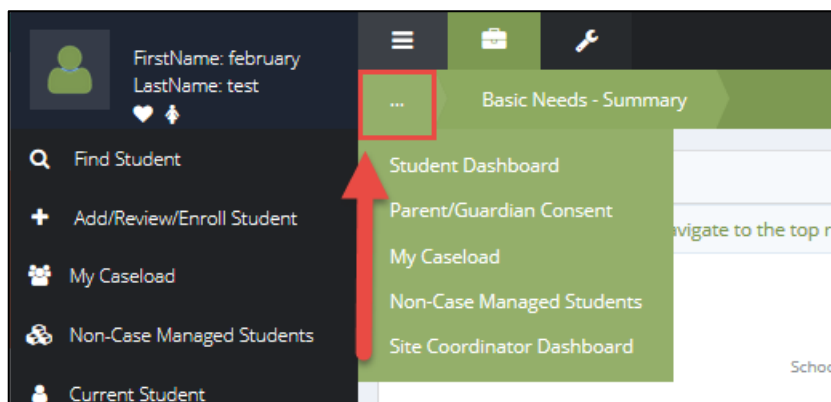 FirstName: february
LastName: test
Find Student
Add/Review/Enroll Student
My Caseload
Non-Case Managed Students
Current Student
...
Basic Needs - Summary
Student Dashboard
Parent/Guardian Consent
My Caseload
Non-Case Managed Students
Site Coordinator Dashboard
to the top